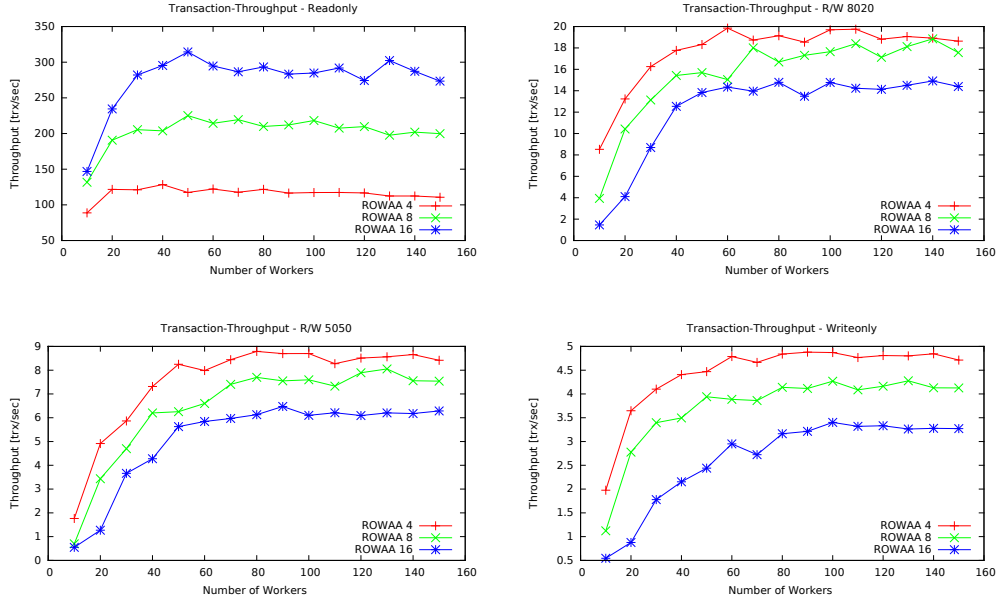 Transaction-Throughput - Readonly
350
300
250
200
150
100
50
0 20 40 60 80 100 120 140 160
Throughput [trx/sec]
Number of Workers
ROWAA 4
ROWAA 8
ROWAA 16
Transaction-Throughput - R/W 8020
20
18
16
14
12
10
8
6
4
2
0
0 20 40 60 80 100 120 140 160
Throughput [trx/sec]
Number of Workers
ROWAA 4
ROWAA 8
ROWAA 16
Transaction-Throughput - R/W 5050
9
8
7
6
5
4
3
2
1
0
0 20 40 60 80 100 120 140 160
Throughput [trx/sec]
Number of Workers
ROWAA 4
ROWAA 8
ROWAA 16
Transaction-Throughput - Writeonly
5
4.5
4
3.5
3
2.5
2
1.5
1
0.5
0 20 40 60 80 100 120 140 160
Throughput [trx/sec]
Number of Workers
ROWAA 4
ROWAA 8
ROWAA 16